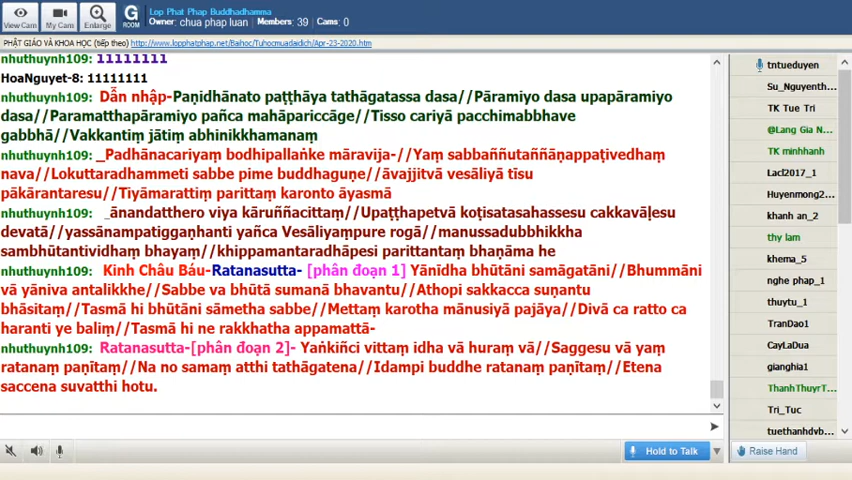 Lop Phat Phap Buddhadhamma
Owner: chua phap luan Members: 39 Cams: 0
View Cam
My Cam
Enlarge
G
ROOM
PHẬT GIÁO VÀ KHOA HỌC (tiếp theo) http://www.lopphatphap.net/Baihoc/Tuhocmuadaidich/Apr-23-2020.htm
nhuthuynh109: 11111111
HoaNguyet-8: 11111111
nhuthuynh109: Dẫn nhập-Paṇidhānato paṭṭhāya tathāgatassa dasa//Pāramiyo dasa upapāramiyo
dasa//Paramatthapāramiyo pañca mahāpariccāge//Tisso cariyā pacchimabbhave
gabbhā//Vakkantiṃ jātiṃ abhinikkhamanaṃ
nhuthuynh109: _Padhānacariyaṃ bodhipallaṅke māravija-//Yaṃ sabbaññutaññāṇappaṭivedhaṃ
nava//Lokuttaradhammeti sabbe pime buddhaguṇe//āvajjitvā vesāliyā tīsu
pākārantaresu//Tiyāmarattiṃ parittaṃ karonto āyasmā
nhuthuynh109: _ānandatthero viya kāruññacittaṃ//Upaṭṭhapetvā koṭisatasahassesu cakkavāḷesu
devatā//yassānampatiggaṇhanti yañca Vesāliyaṃpure rogā//manussadubbhikkha
sambhūtantividhaṃ bhayaṃ//khippamantaradhāpesi parittantaṃ bhaṇāma he
nhuthuynh109: Kinh Châu Báu-Ratanasutta- [phân đoạn 1] Yānīdha bhūtāni samāgatāni//Bhummāni
vā yāniva antalikkhe//Sabbe va bhūtā sumanā bhavantu//Athopi sakkacca suṇantu
bhāsitaṃ//Tasmā hi bhūtāni sāmetha sabbe//Mettaṃ karotha mānusiyā pajāya//Divā ca ratto ca
haranti ye baliṃ//Tasmā hi ne rakkhatha appamattā-
nhuthuynh109: Ratanasutta-[phân đoạn 2]- Yaṅkiñci vittaṃ idha vā huraṃ vā//Saggesu vā yaṃ
ratanaṃ paṇītaṃ//Na no samaṃ atthi tathāgatena//Idampi buddhe ratanaṃ paṇītaṃ//Etena
saccena suvatthi hotu.
tntueduyen
Su_Nguyenth...
TK Tue Tri
@Lang Gia N...
TK minhhanh
Lacl2017_1
Huyenmong2...
khanh an_2
thy lam
khema_5
nghe phap_1
thuytu_1
TranDao1
CayLaDua
gianghia1
ThanhThuyrT...
Tri_Tuc
tuethanhdvb...
Hold to Talk
Raise Hand